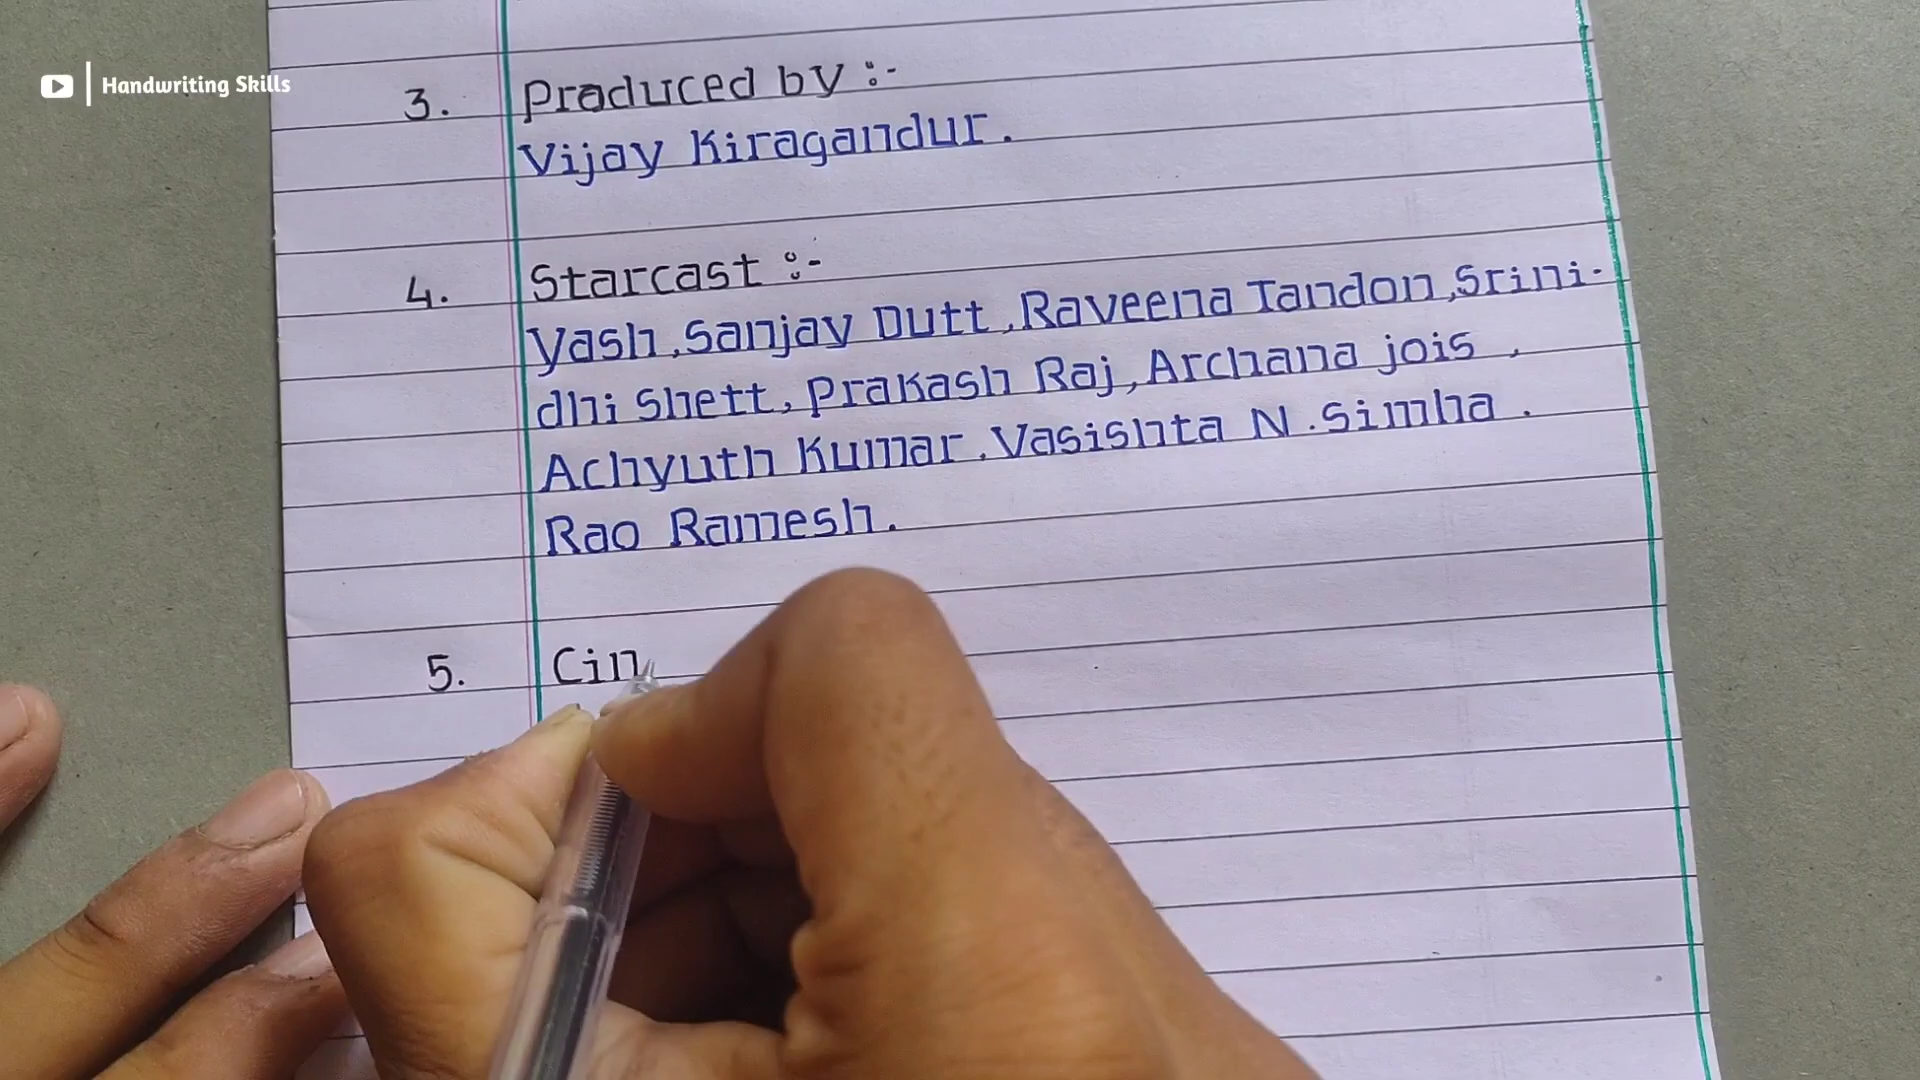 Handwriting Skills
3. Produced by :-
Vijay Kiragandur.
4. Starcast :-
Yash, Sanjay Dutt, Raveena Tandon, Srini-
dhi Shett, Prakash Raj, Archana jois,
Achyuth Kumar, Vasishta N. Simha.
Rao Ramesh.
5. Cin